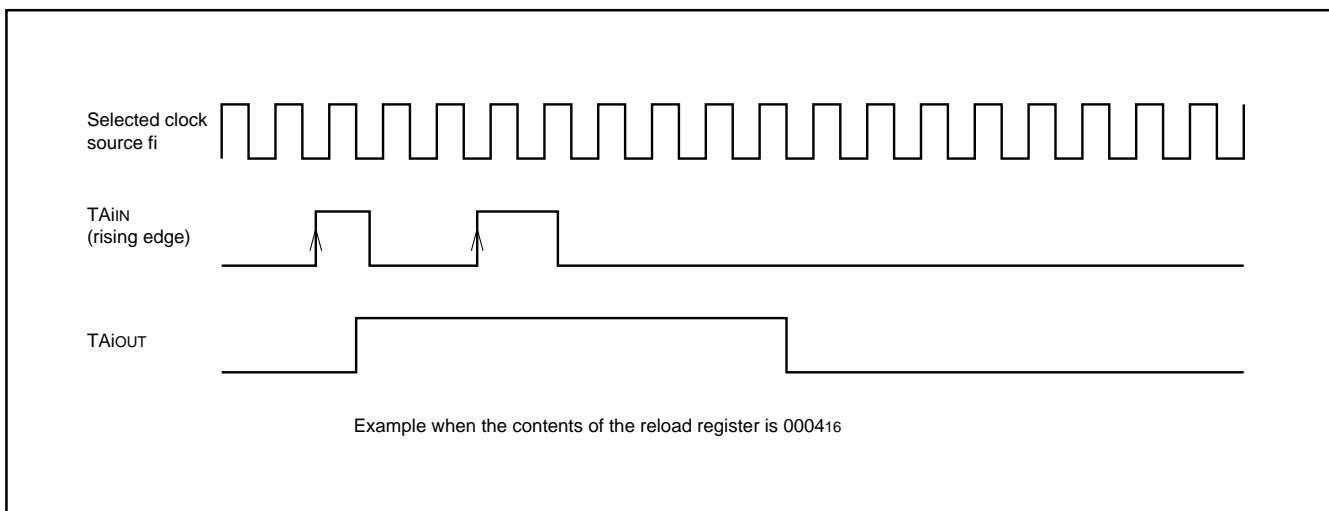 Selected clock
source fi
TAiIN
(rising edge)
TAiOUT
Example when the contents of the reload register is 000416